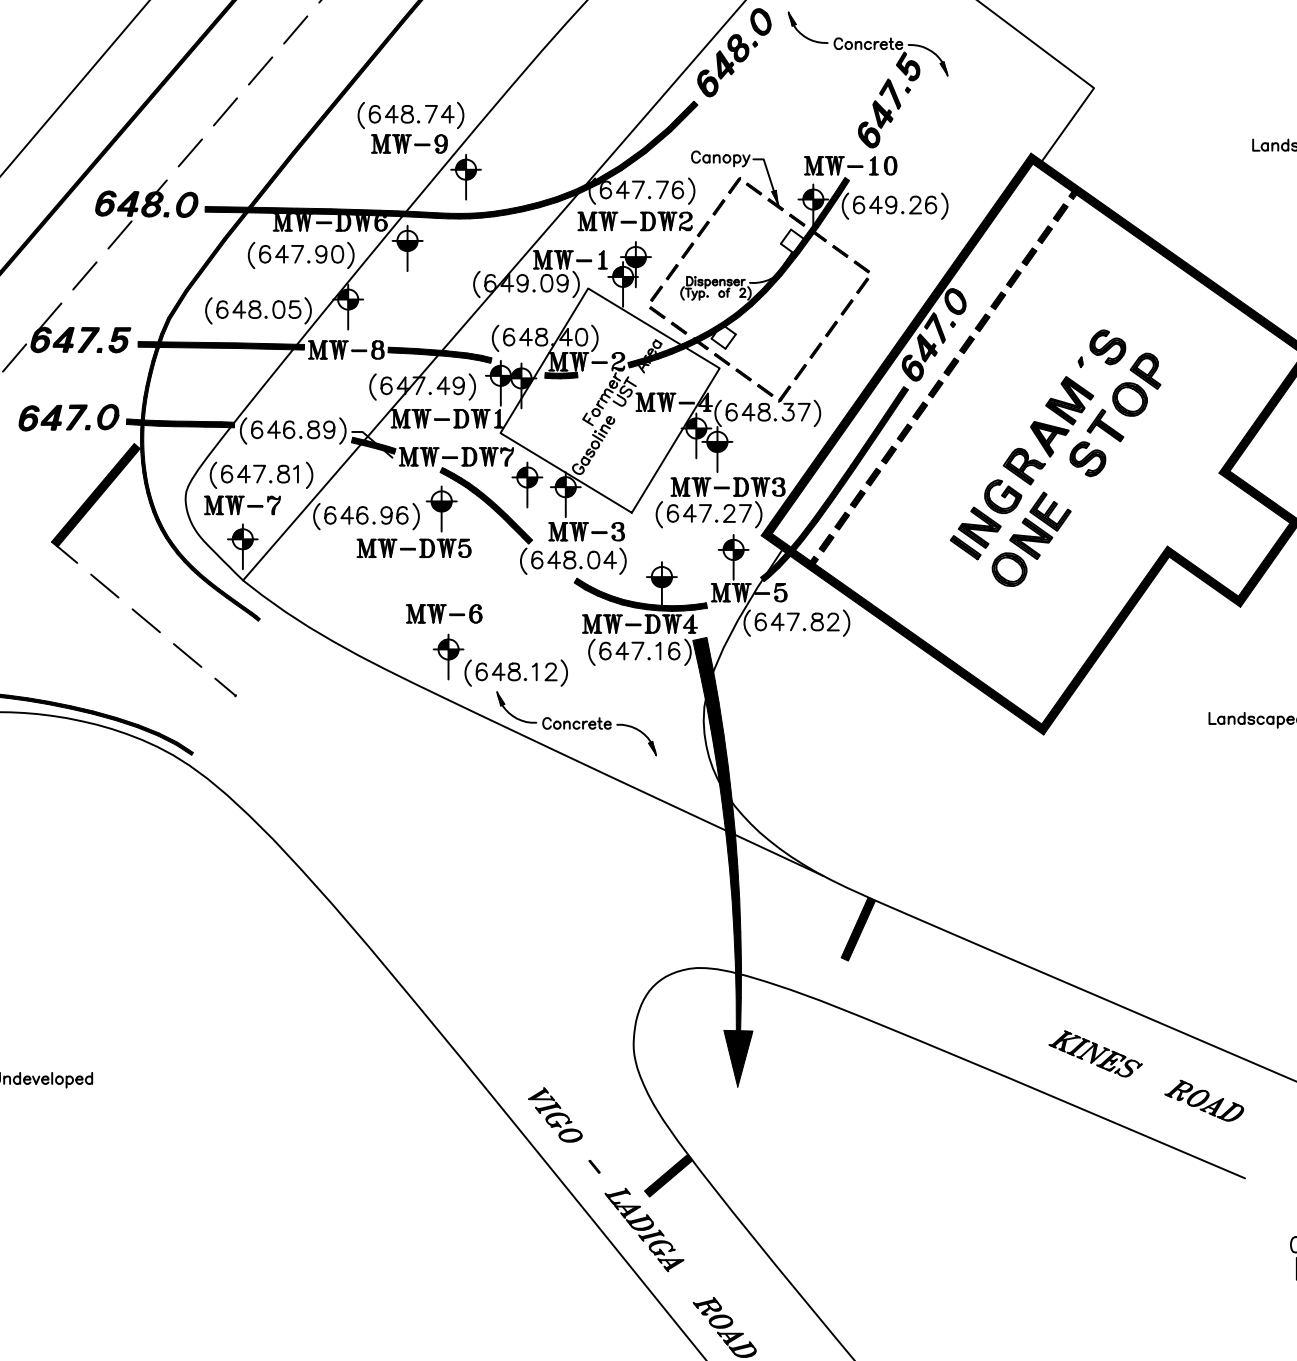 648.0
Concrete
647.5
(648.74)
MW-9
Canopy
MW-10
(649.26)
648.0
(647.76)
MW-DW2
MW-DW6
(647.90)
MW-1
(649.09)
Dispenser
(Typ. of 2)
(648.05)
647.5
MW-8
(648.40)
MW-2
647.0
Former
Gasoline UST Area
INGRAM'S
ONE STOP
(647.49)
MW-DW1
MW-4
(648.37)
647.0
(646.89)
MW-DW7
(647.81)
MW-7
(646.96)
MW-DW5
MW-3
(648.04)
MW-DW3
(647.27)
MW-5
(647.82)
MW-6
(648.12)
MW-DW4
(647.16)
Concrete
Landscape
KINES ROAD
VIGO - LADIGA ROAD